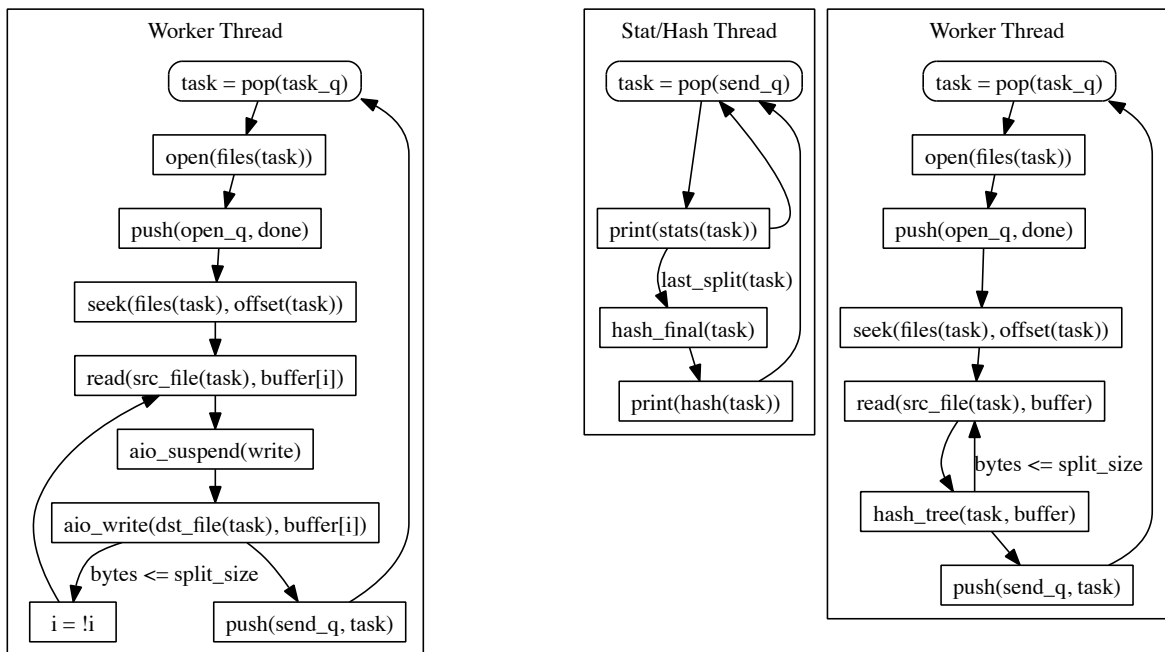 Worker Thread
task = pop(task_q)
open(files(task))
push(open_q, done)
seek(files(task), offset(task))
read(src_file(task), buffer[i])
aio_suspend(write)
aio_write(dst_file(task), buffer[i])
bytes <= split_size
i = !i
push(send_q, task)
Stat/Hash Thread
task = pop(send_q)
print(stats(task))
last_split(task)
hash_final(task)
print(hash(task))
Worker Thread
task = pop(task_q)
open(files(task))
push(open_q, done)
seek(files(task), offset(task))
read(src_file(task), buffer)
bytes <= split_size
hash_tree(task, buffer)
push(send_q, task)